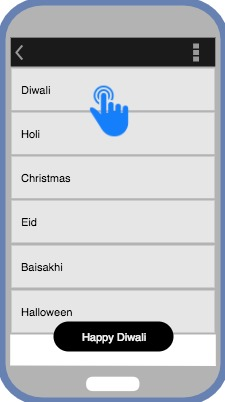 Diwali
Holi
Christmas
Eid
Baisakhi
Halloween
Happy Diwali